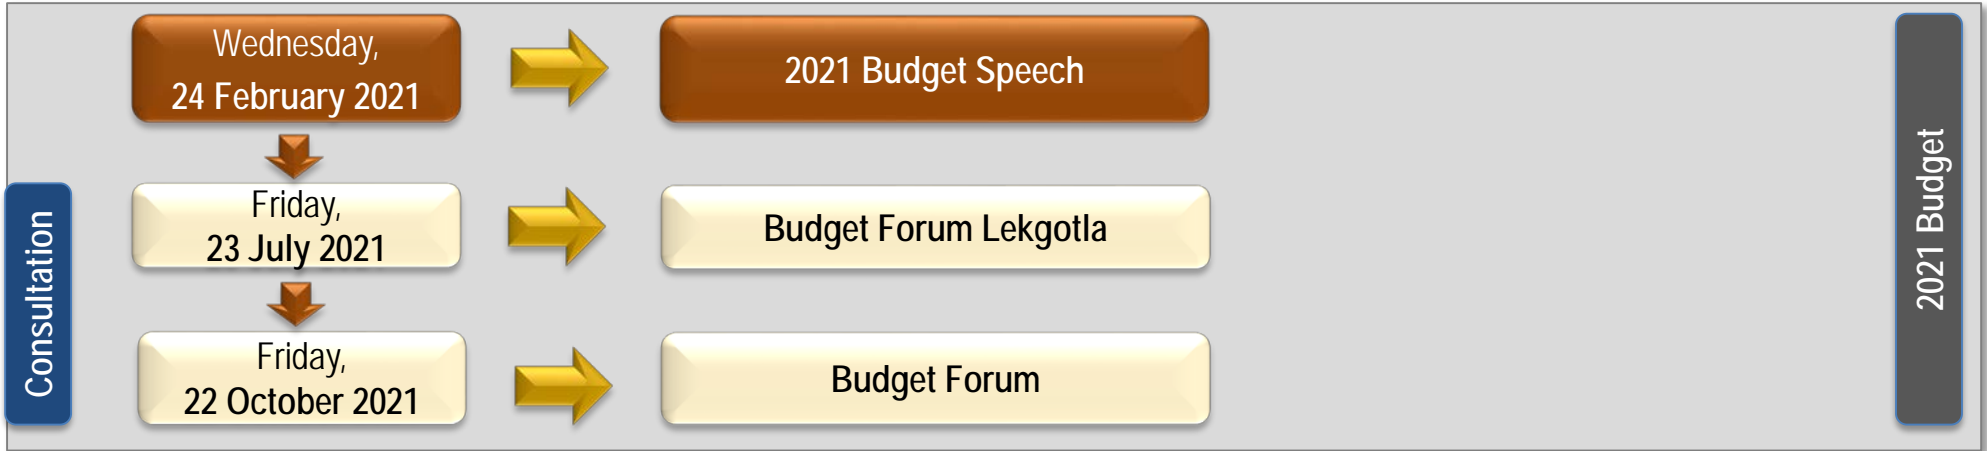 Wednesday,
24 February 2021
2021 Budget Speech
Consultation
Friday,
23 July 2021
Budget Forum Lekgotla
Friday,
22 October 2021
Budget Forum
2021 Budget